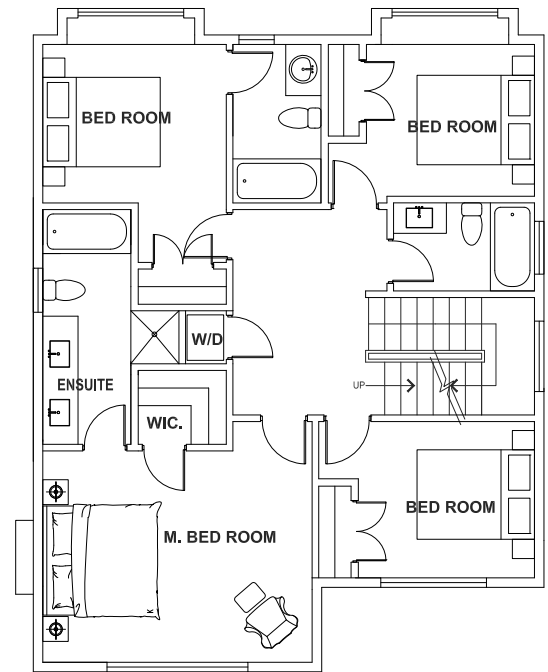 BED ROOM
BED ROOM
W/D
ENSUITE
UP
WIC.
BED ROOM
M. BED ROOM